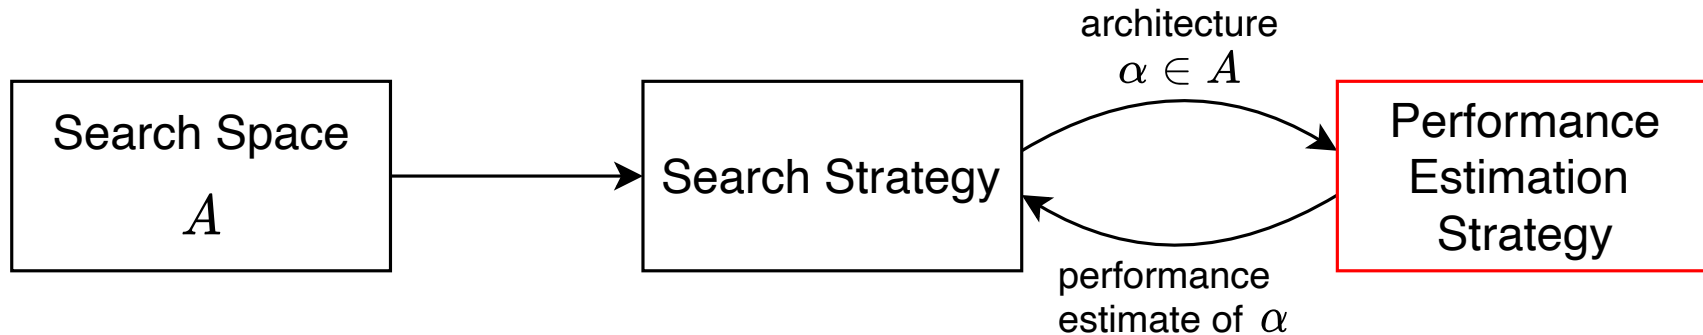 Search Space
A
Search Strategy
architecture
α ∈ A
performance
estimate of α
Performance
Estimation
Strategy